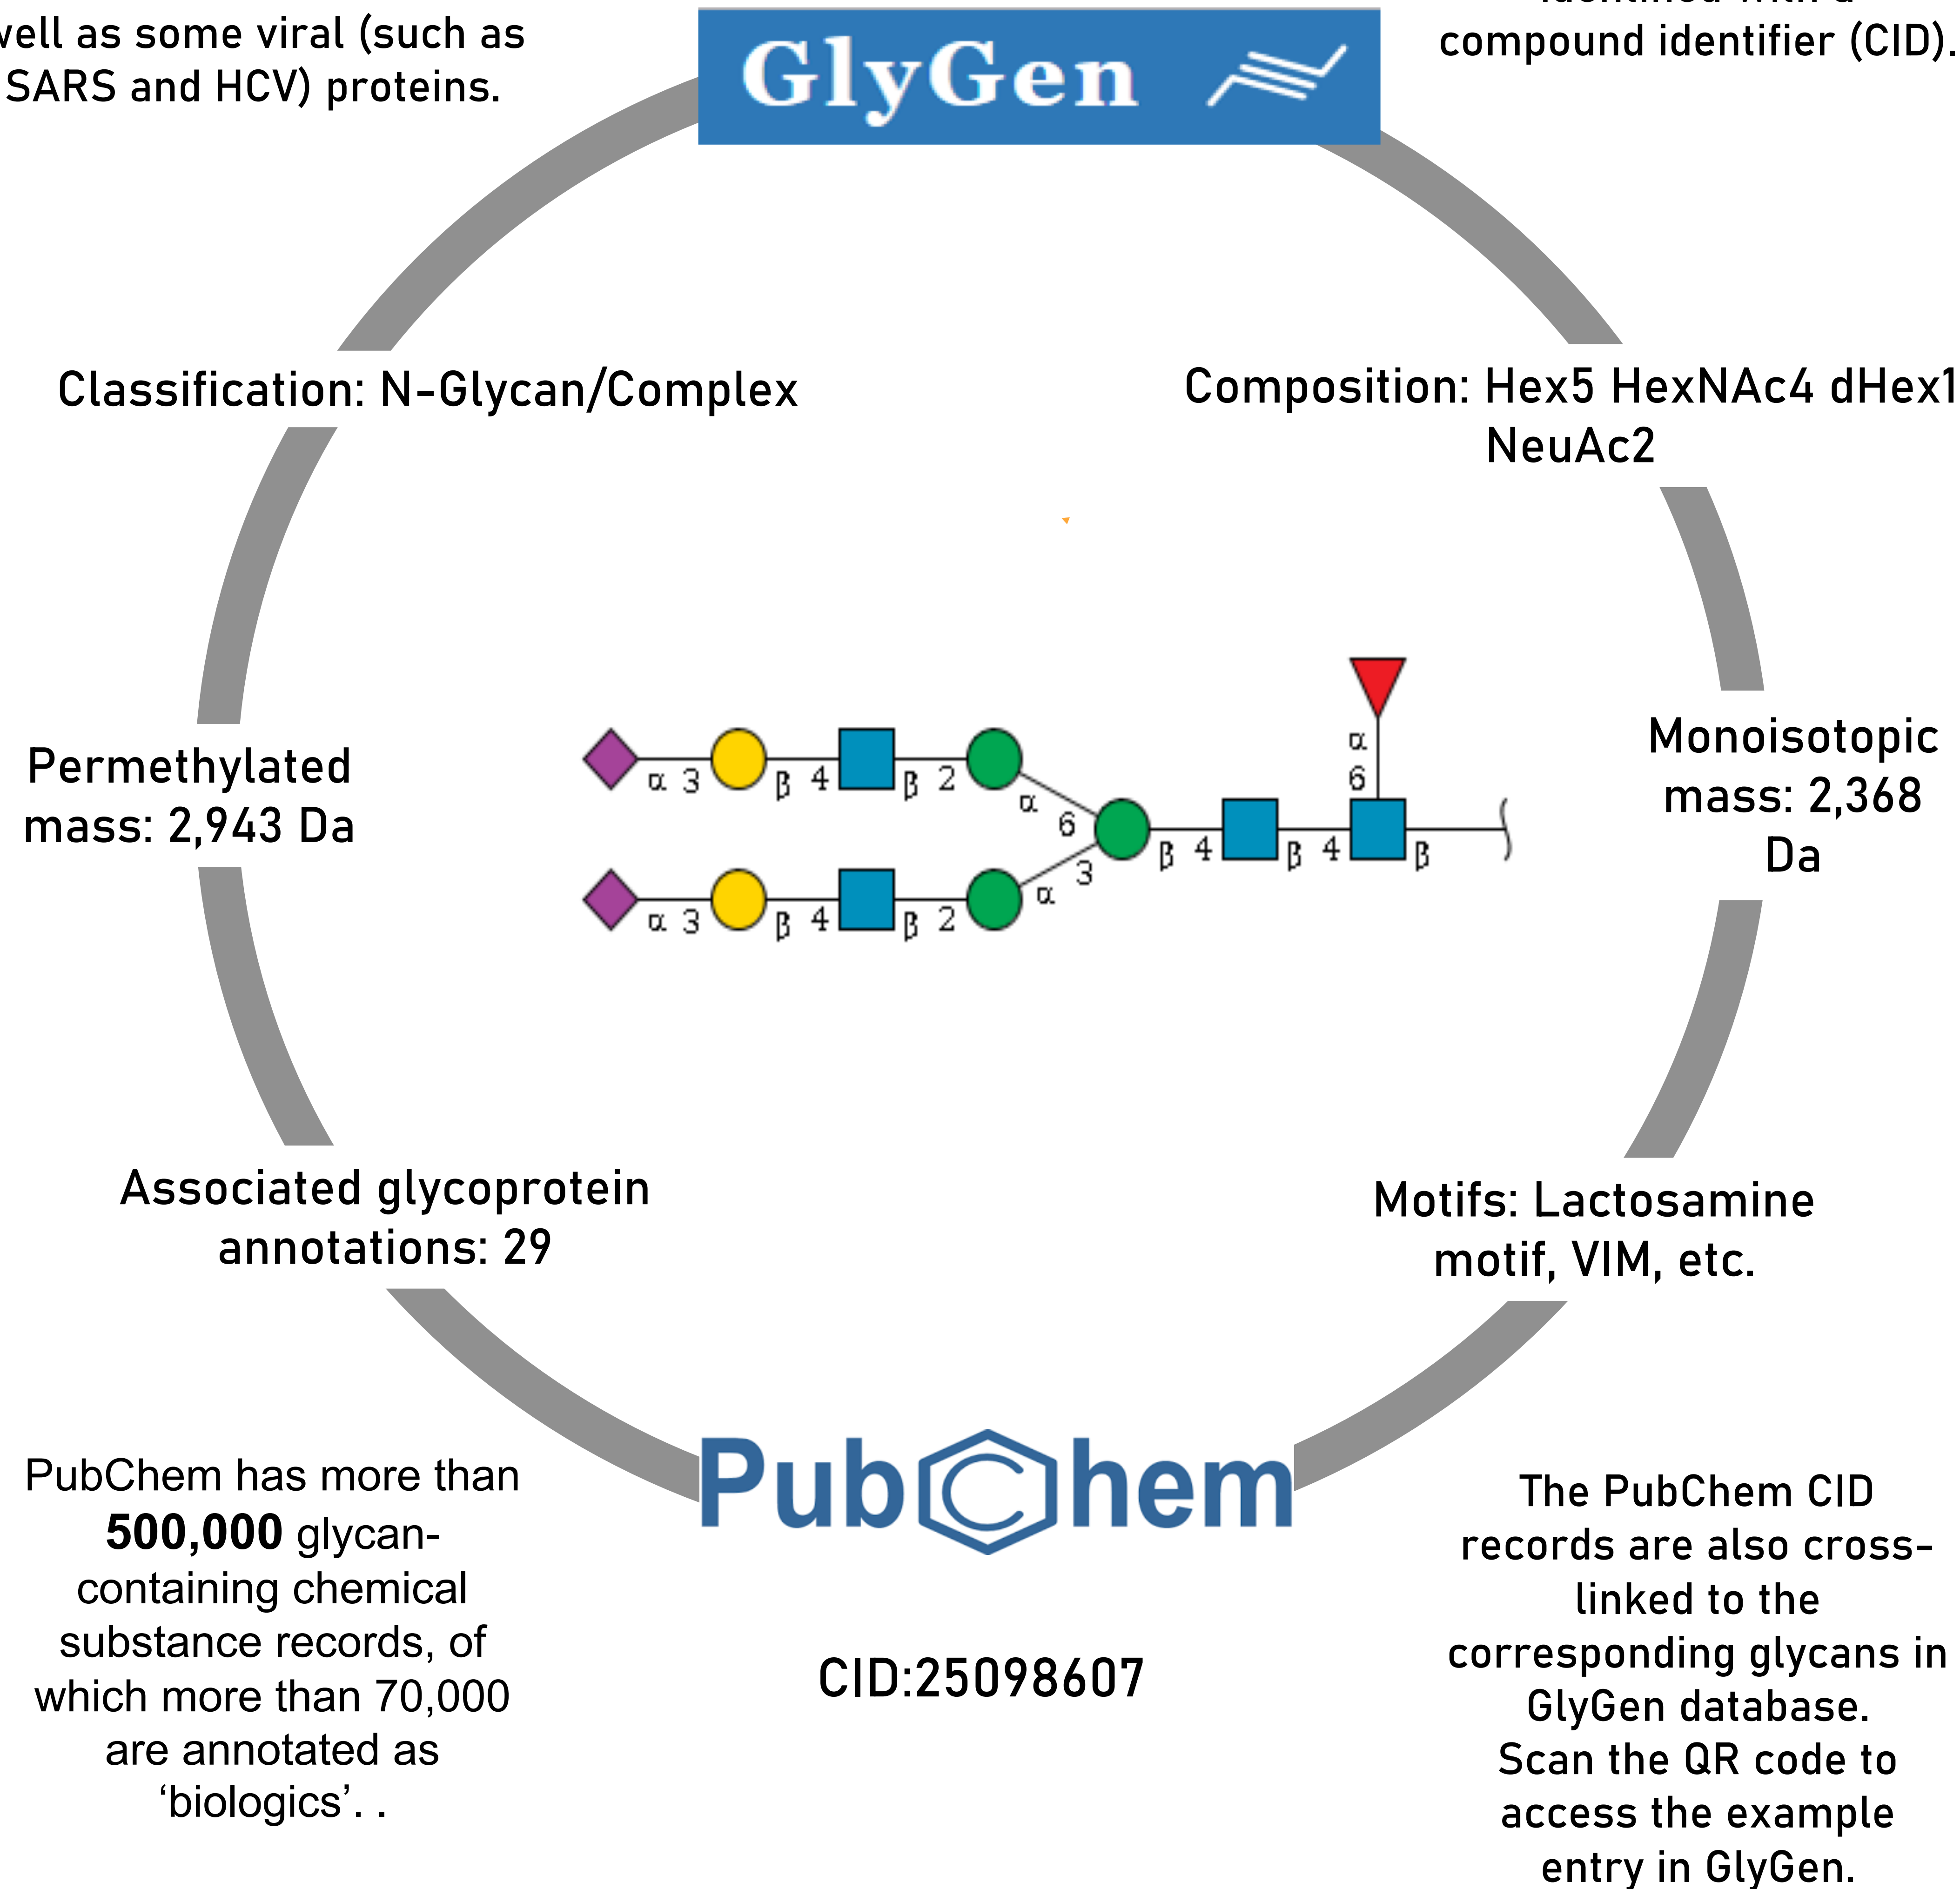 well as some viral (such as
SARS and HCV) proteins.
GlyGen
compound identifier (CID).
Classification: N-Glycan/Complex
Composition: Hex5 HexNAc4 dHex1
NeuAc2
Permethylated
mass: 2,943 Da
α
6
α 3 β 4 β 2
α
6
β 4 β 4 β
3
α
α 3 β 4 β 2
Monoisotopic
mass: 2,368
Da
Associated glycoprotein
annotations: 29
Motifs: Lactosamine
motif, VIM, etc.
PubChem
CID:25098607
PubChem has more than
500,000 glycan-
containing chemical
substance records, of
which more than 70,000
are annotated as
‘biologics’. .
The PubChem CID
records are also cross-
linked to the
corresponding glycans in
GlyGen database.
Scan the QR code to
access the example
entry in GlyGen.